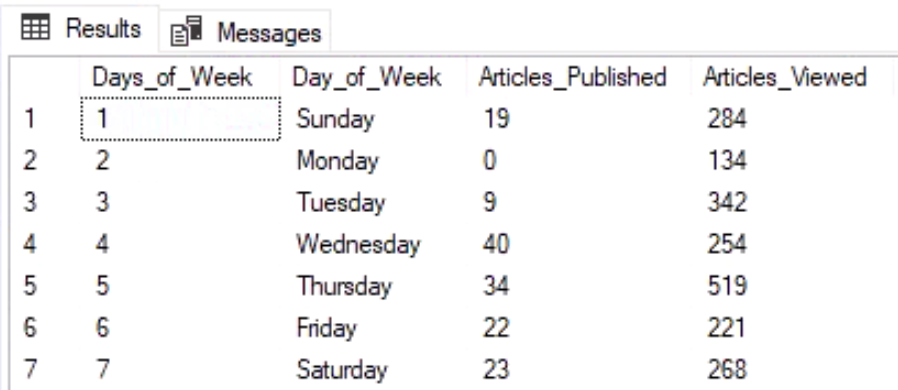 Results Messages
Days_of_Week Day_of_Week Articles_Published Articles_Viewed
1 1 Sunday 19 284
2 2 Monday 0 134
3 3 Tuesday 9 342
4 4 Wednesday 40 254
5 5 Thursday 34 519
6 6 Friday 22 221
7 7 Saturday 23 268